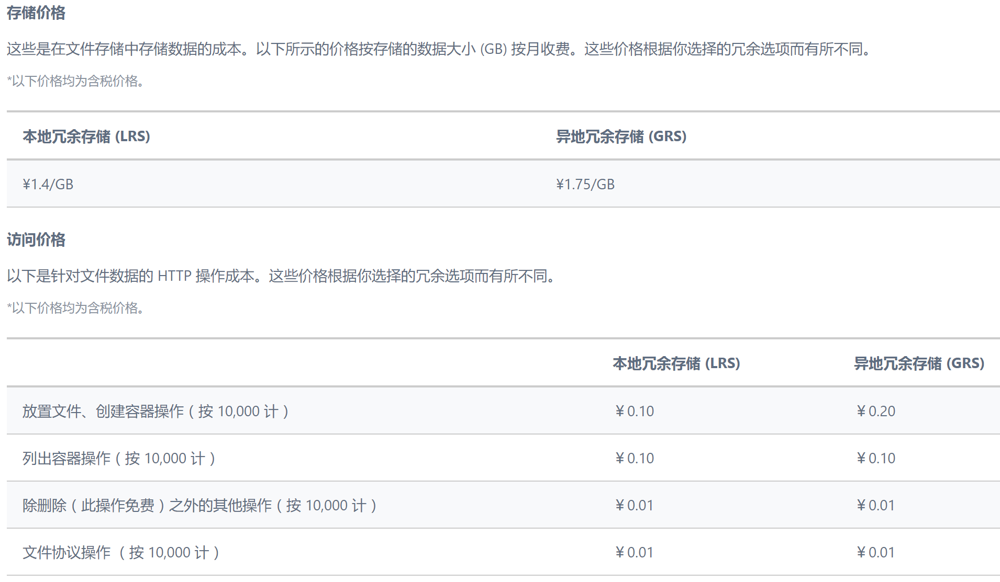 存储价格
这些是在文件存储中存储数据的成本。以下所示的价格按存储的数据大小 (GB) 按月收费。这些价格根据你选择的冗余选项而有所不同。
*以下价格均为含税价格。
本地冗余存储 (LRS) 异地冗余存储 (GRS)
¥1.4/GB ¥1.75/GB
访问价格
以下是针对文件数据的 HTTP 操作成本。这些价格根据你选择的冗余选项而有所不同。
*以下价格均为含税价格。
本地冗余存储 (LRS) 异地冗余存储 (GRS)
放置文件、创建容器操作（按 10,000 计） ￥0.10 ￥0.20
列出容器操作（按 10,000 计） ￥0.10 ￥0.10
除删除（此操作免费）之外的其他操作（按 10,000 计） ￥0.01 ￥0.01
文件协议操作 （按 10,000 计） ￥0.01 ￥0.01